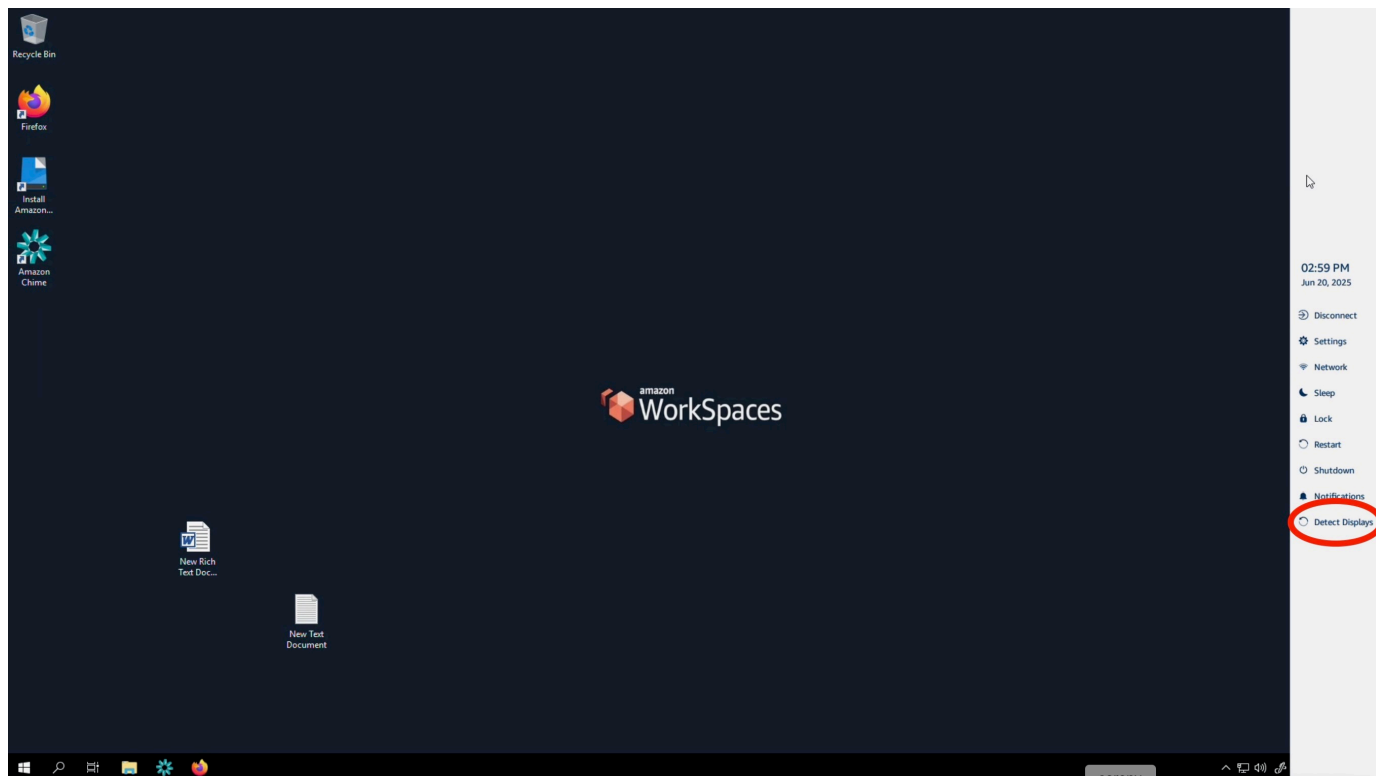 Recycle Bin
Firefox
Install
Amazon...
Amazon
Chime
amazon
WorkSpaces
New Rich
Text Doc...
New Text
Document
02:59 PM
Jun 20, 2025
Disconnect
Settings
Network
Sleep
Lock
Restart
Shutdown
Notifications
Detect Displays